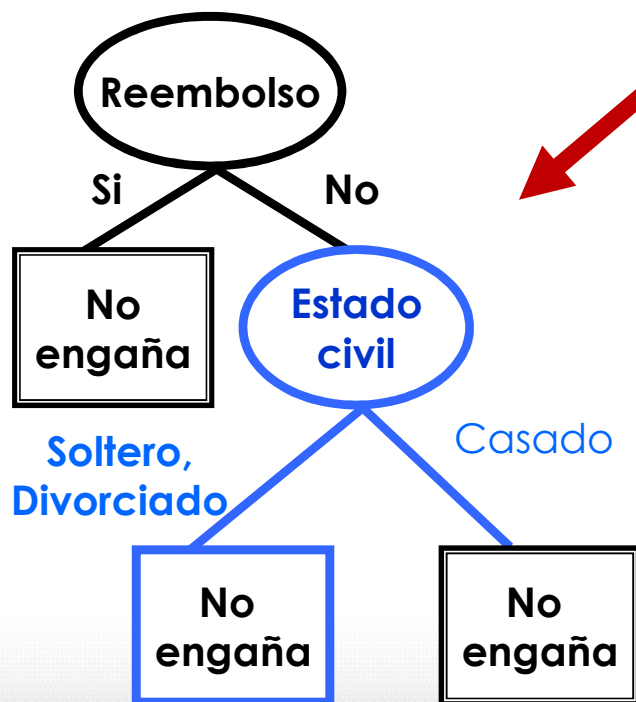 Reembolso
Si
No
No
engaña
Estado
civil
Soltero,
Divorciado
Casado
No
engaña
No
engaña